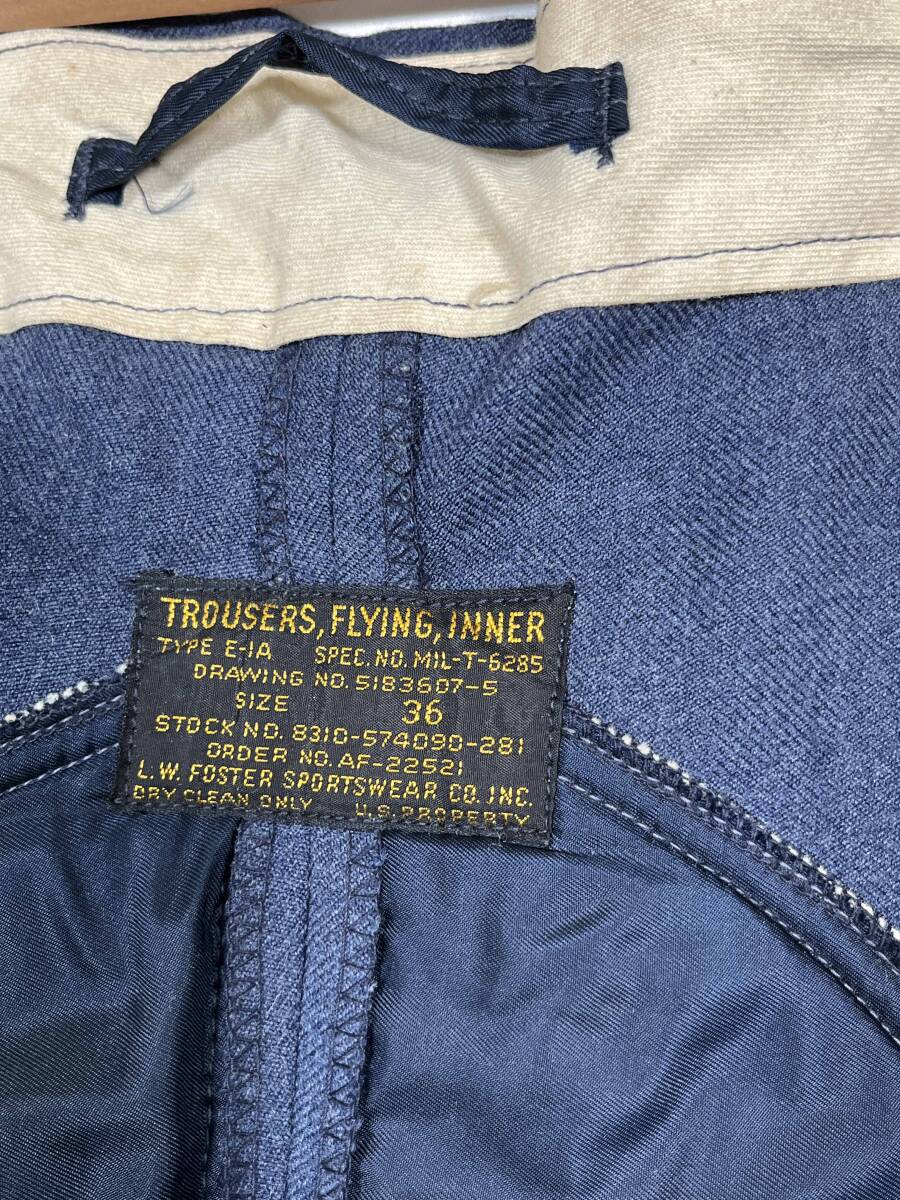 TROUSERS, FLYING, INNER
TYPE E-1A SPEC. NO. MIL-T-6285
DRAWING NO. 5183607-5
SIZE 36
STOCK NO. 8310-574090-281
ORDER NO. AF-22521
L.W. FOSTER SPORTSWEAR CO. INC.
DRY CLEAN ONLY U.S. PROPERTY